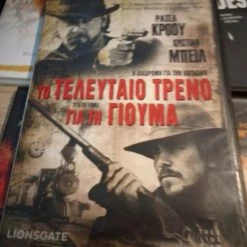 ΡΑΣΕΛ
ΚΡΟΟΥ
ΚΡΙΣΤΙΑΝ
ΜΠΕΪΛ
ΤΟ ΤΕΛΕΥΤΑΙΟ ΤΡΕΝΟ
ΓΙΑ ΤΗ ΓΙΟΥΜΑ
LIONSGATE